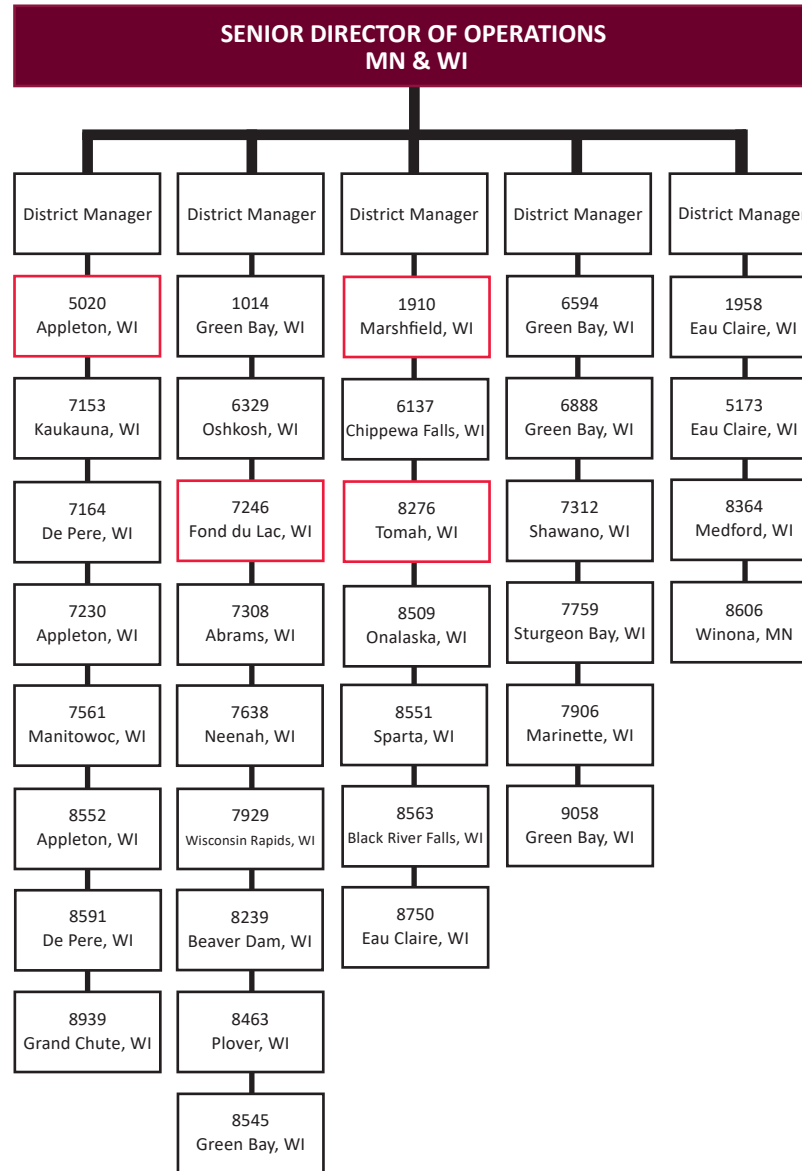 SENIOR DIRECTOR OF OPERATIONS
MN & WI
District Manager
5020
Appleton, WI
7153
Kaukauna, WI
7164
De Pere, WI
7230
Appleton, WI
7561
Manitowoc, WI
8552
Appleton, WI
8591
De Pere, WI
8939
Grand Chute, WI
District Manager
1014
Green Bay, WI
6329
Oshkosh, WI
7246
Fond du Lac, WI
7308
Abrams, WI
7638
Neenah, WI
7929
Wisconsin Rapids, WI
8239
Beaver Dam, WI
8463
Plover, WI
8545
Green Bay, WI
District Manager
1910
Marshfield, WI
6137
Chippewa Falls, WI
8276
Tomah, WI
8509
Onalaska, WI
8551
Sparta, WI
8563
Black River Falls, WI
8750
Eau Claire, WI
District Manager
6594
Green Bay, WI
6888
Green Bay, WI
7312
Shawano, WI
7759
Sturgeon Bay, WI
7906
Marinette, WI
9058
Green Bay, WI
District Manager
1958
Eau Claire, WI
5173
Eau Claire, WI
8364
Medford, WI
8606
Winona, MN